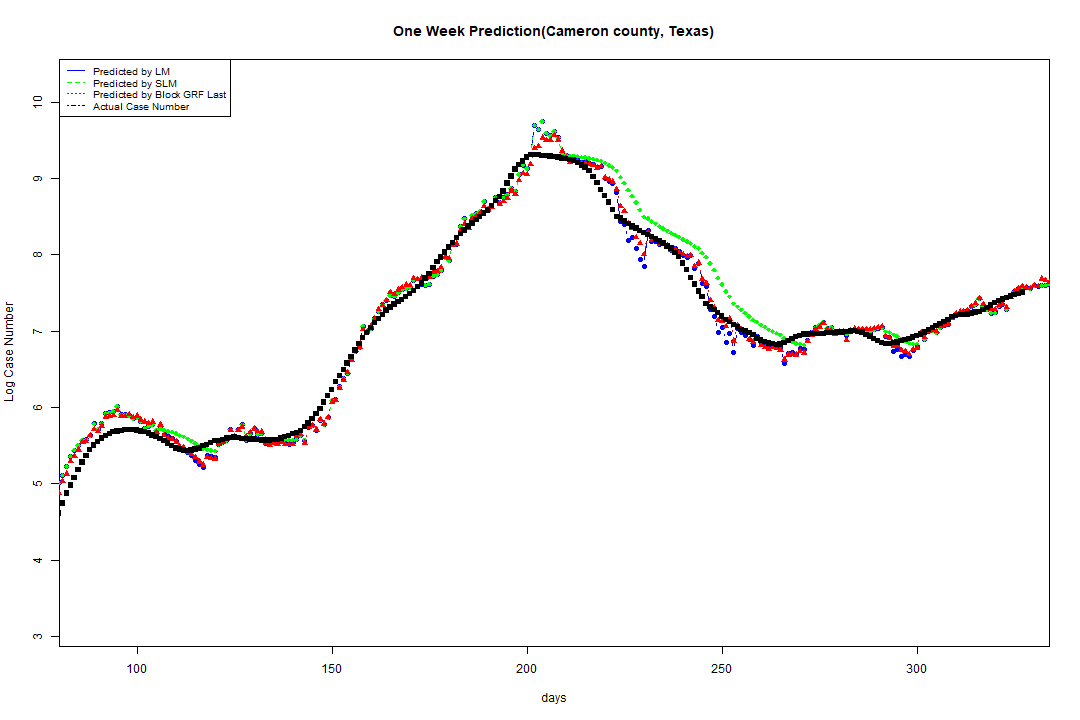 One Week Prediction(Cameron county, Texas)
Predicted by LM
Predicted by SLM
Predicted by Block GRF Last
Actual Case Number
10
9
8
7
6
5
4
3
Log Case Number
100 150 200 250 300
days